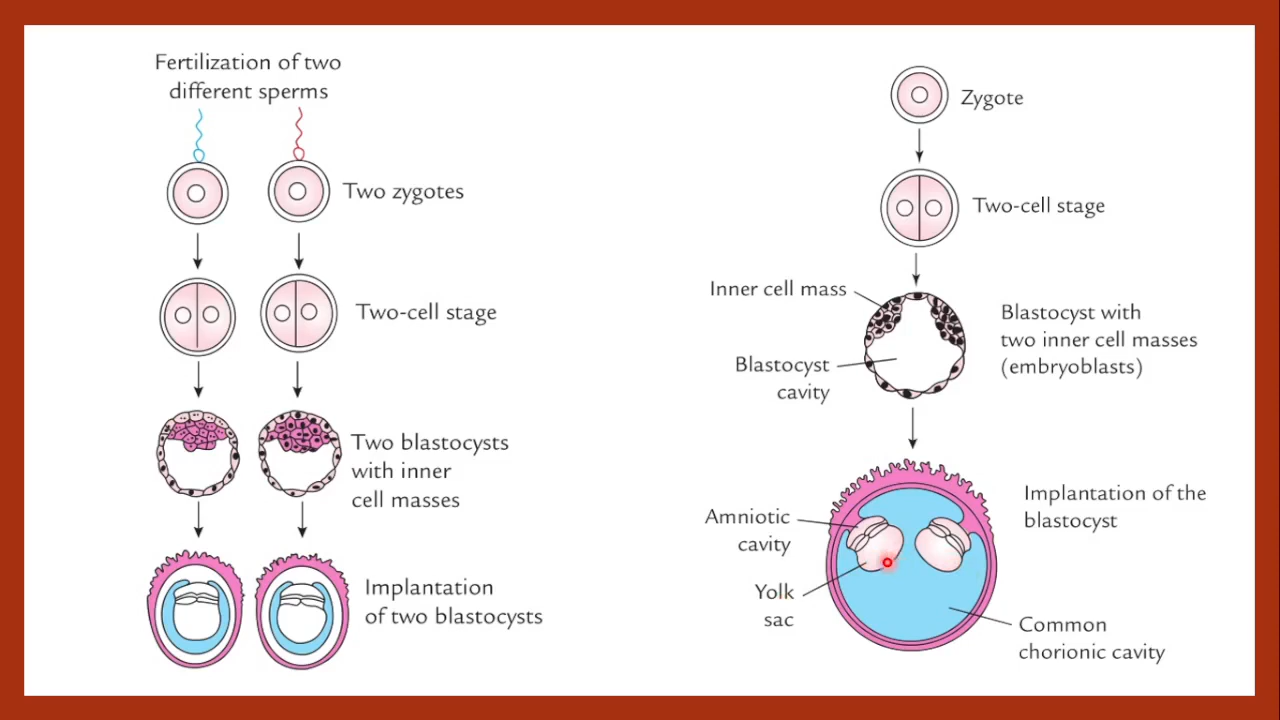 Fertilization of two
different sperms
Two zygotes
Two-cell stage
Two blastocysts
with inner
cell masses
Implantation
of two blastocysts
Zygote
Two-cell stage
Inner cell mass
Blastocyst
cavity
Blastocyst with
two inner cell masses
(embryoblasts)
Amniotic
cavity
Yolk
sac
Implantation of the
blastocyst
Common
chorionic cavity